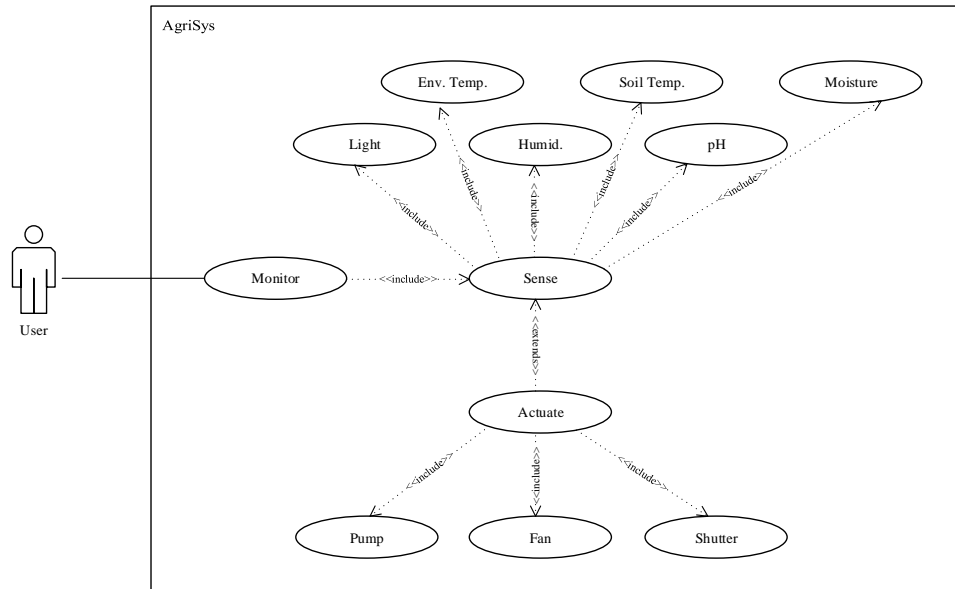 AgriSys
Env. Temp.
Soil Temp.
Moisture
Light
Humid.
pH
<<include>>
<<include>>
<<include>>
<<include>>
<<include>>
<<include>>
User
Monitor
<<include>>
Sense
<<extends>>
Actuate
<<include>>
<<include>>
<<include>>
Pump
Fan
Shutter